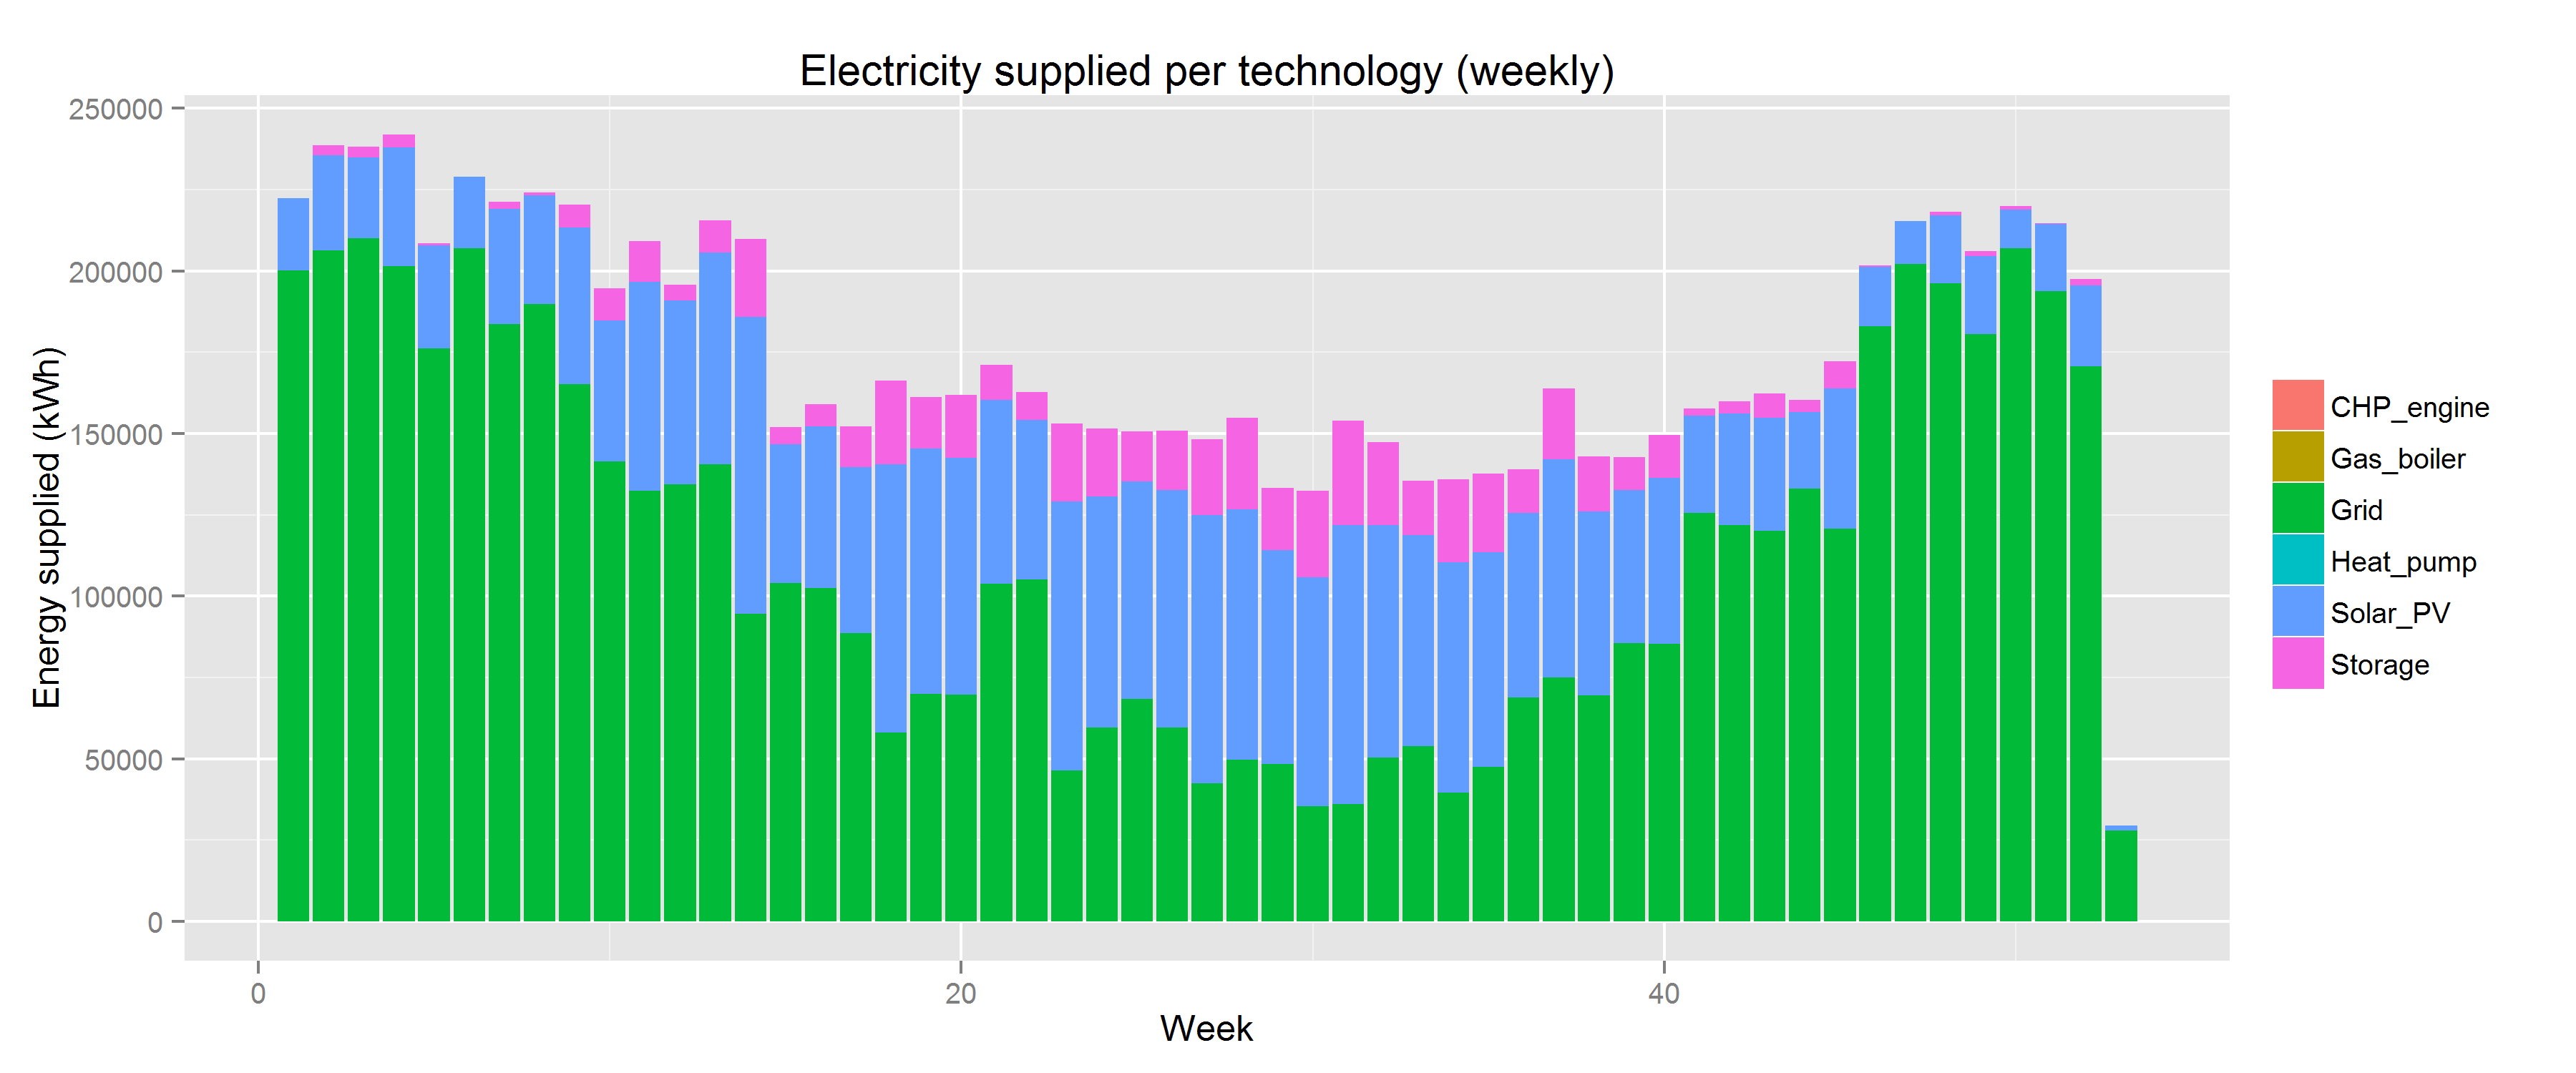 Electricity supplied per technology (weekly)
Energy supplied (kWh)
250000
200000
150000
100000
50000
0
0
20
40
Week
CHP_engine
Gas_boiler
Grid
Heat_pump
Solar_PV
Storage